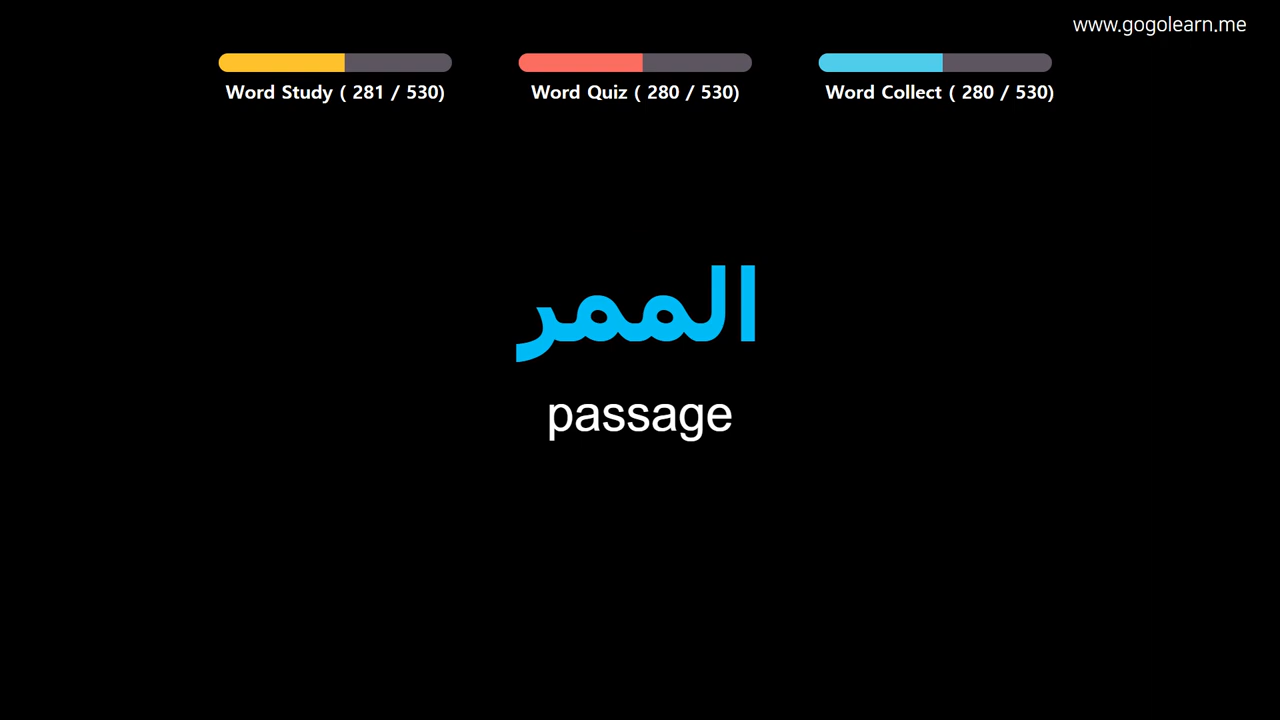 www.gogolearn.me
Word Study ( 281 / 530)
Word Quiz ( 280 / 530)
Word Collect ( 280 / 530)
الممر
passage